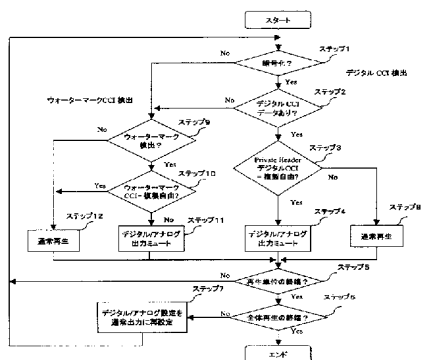 スタート
ステップ1
No
暗号化？
デジタル CCI 検出
Yes
ステップ2
ウォーターマークCCI 検出
No
デジタル CCI
データあり？
ステップ9
No
ウォーターマーク
検出？
Yes
ステップ3
Private Header
デジタルCCI
= 複製自由？
No
Yes
ステップ10
Yes
ウォーターマーク
CCI= 複製自由？
ステップ12
No
ステップ11
Yes
ステップ4
ステップ8
通常再生
デジタル/アナログ
出力ミュート
デジタル/アナログ
出力ミュート
通常再生
ステップ5
No
再生単位の終端？
ステップ7
Yes
ステップ6
デジタル/アナログ設定を
通常出力に再設定
No
全体再生の終端？
Yes
エンド